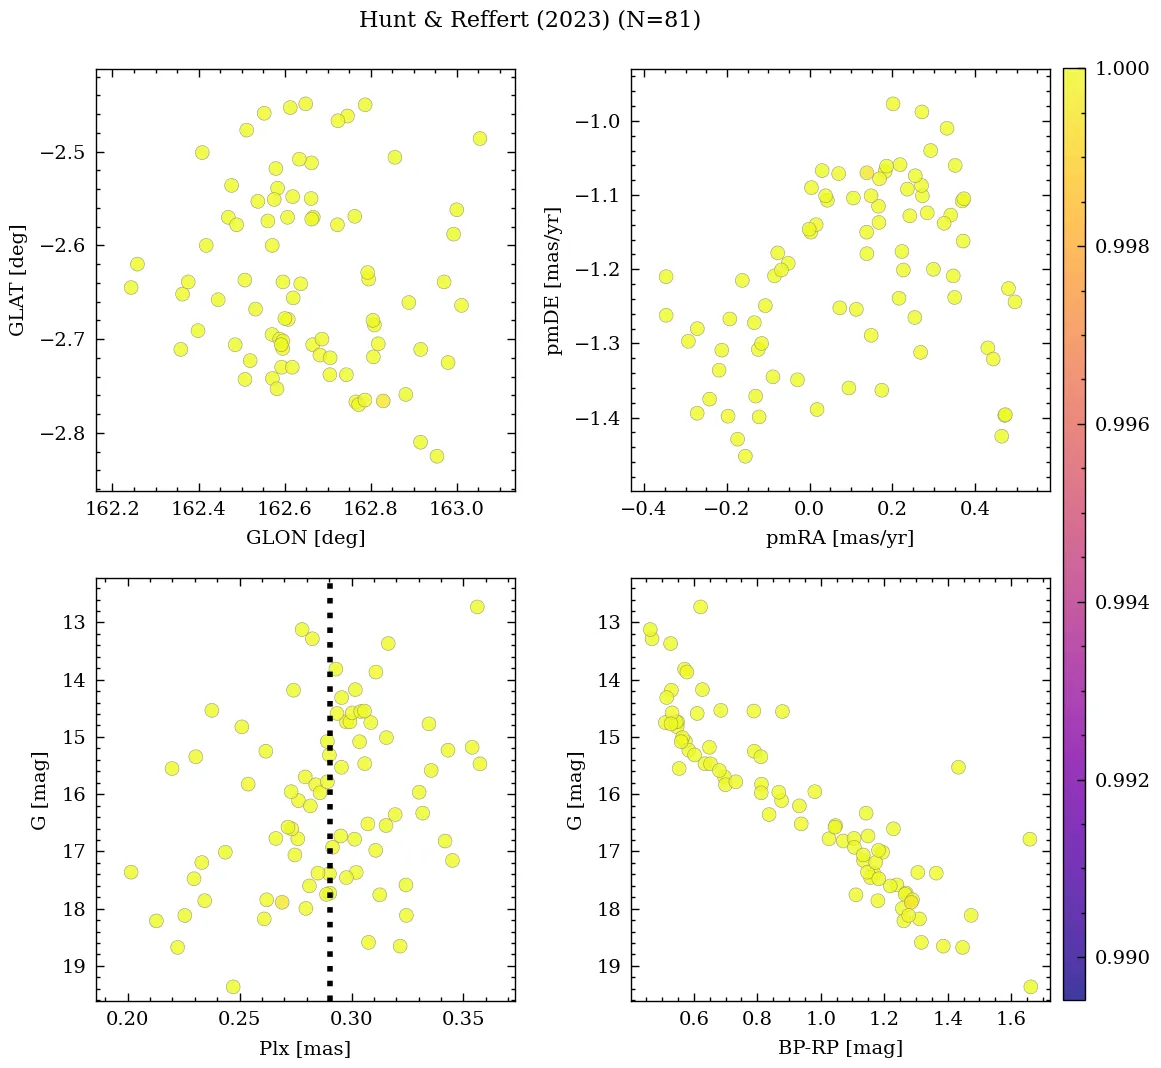 Hunt & Reffert (2023) (N=81)
−2.5
−2.6
−2.7
−2.8
GLAT [deg]
162.2 162.4 162.6 162.8 163.0
GLON [deg]
−1.0
−1.1
−1.2
−1.3
−1.4
pmDE [mas/yr]
−0.4 −0.2 0.0 0.2 0.4
pmRA [mas/yr]
1.000
0.998
0.996
0.994
0.992
0.990
13
14
15
16
17
18
19
G [mag]
0.20 0.25 0.30 0.35
Plx [mas]
13
14
15
16
17
18
19
G [mag]
0.6 0.8 1.0 1.2 1.4 1.6
BP-RP [mag]